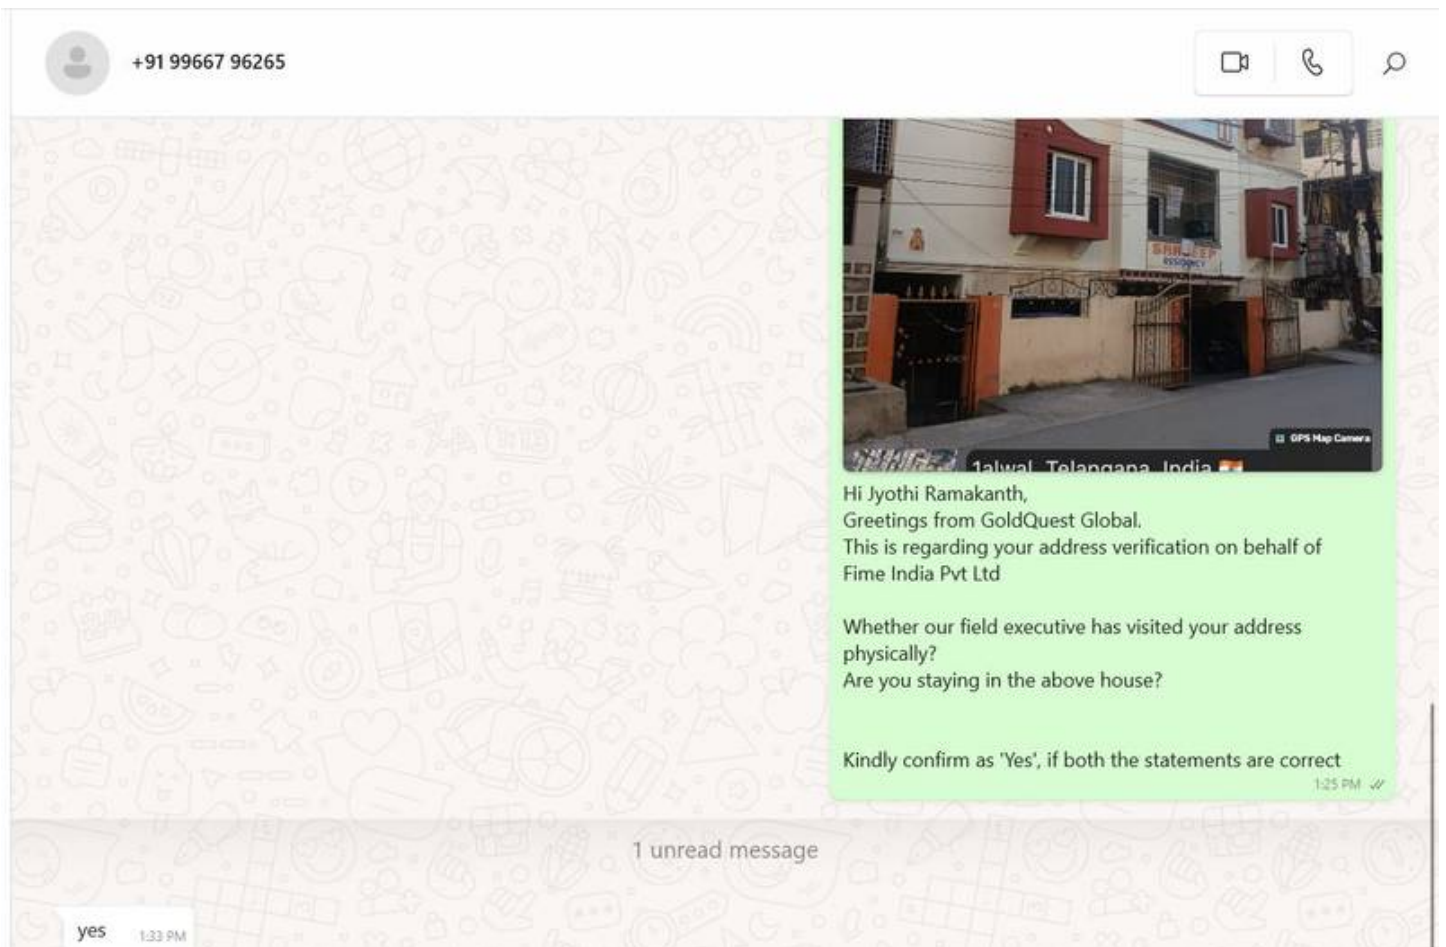 +91 99667 96265
RESIDENCY
GPS Map Camera
1alwal, Telangana, India
Hi Jyothi Ramakanth,
Greetings from GoldQuest Global.
This is regarding your address verification on behalf of
Fime India Pvt Ltd
Whether our field executive has visited your address
physically?
Are you staying in the above house?
Kindly confirm as 'Yes', if both the statements are correct
1:25 PM
1 unread message
yes 1:33 PM